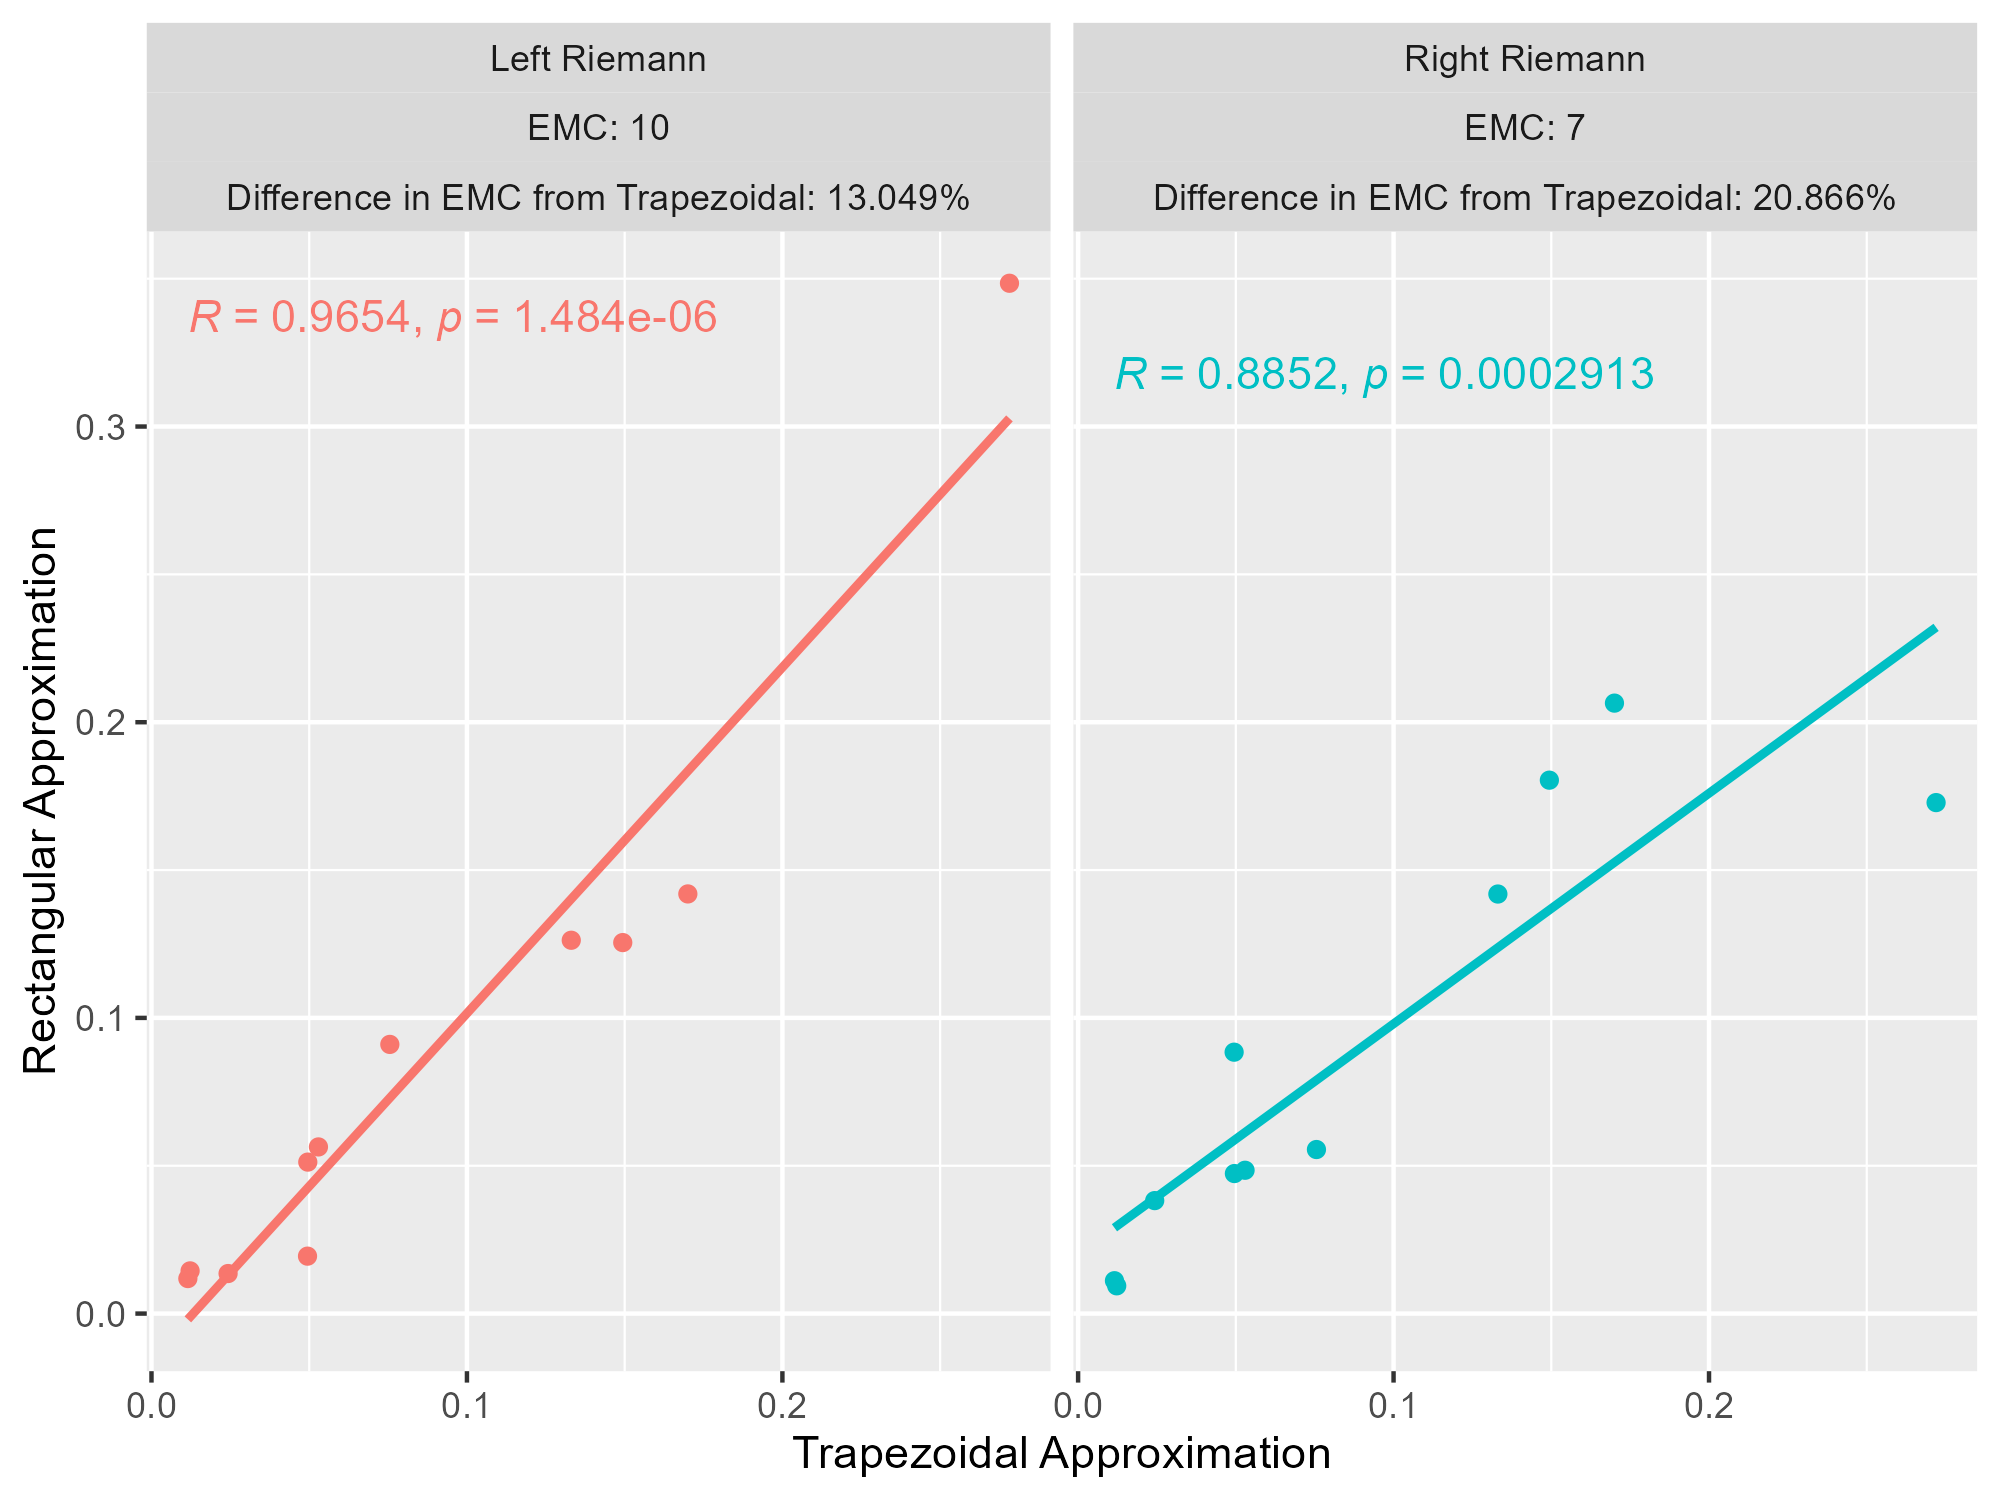 Left Riemann
EMC: 10
Difference in EMC from Trapezoidal: 13.049%
Right Riemann
EMC: 7
Difference in EMC from Trapezoidal: 20.866%
R = 0.9654, p = 1.484e-06
R = 0.8852, p = 0.0002913
Rectangular Approximation
0.3
0.2
0.1
0.0
0.0 0.1 0.2
0.0 0.1 0.2
Trapezoidal Approximation